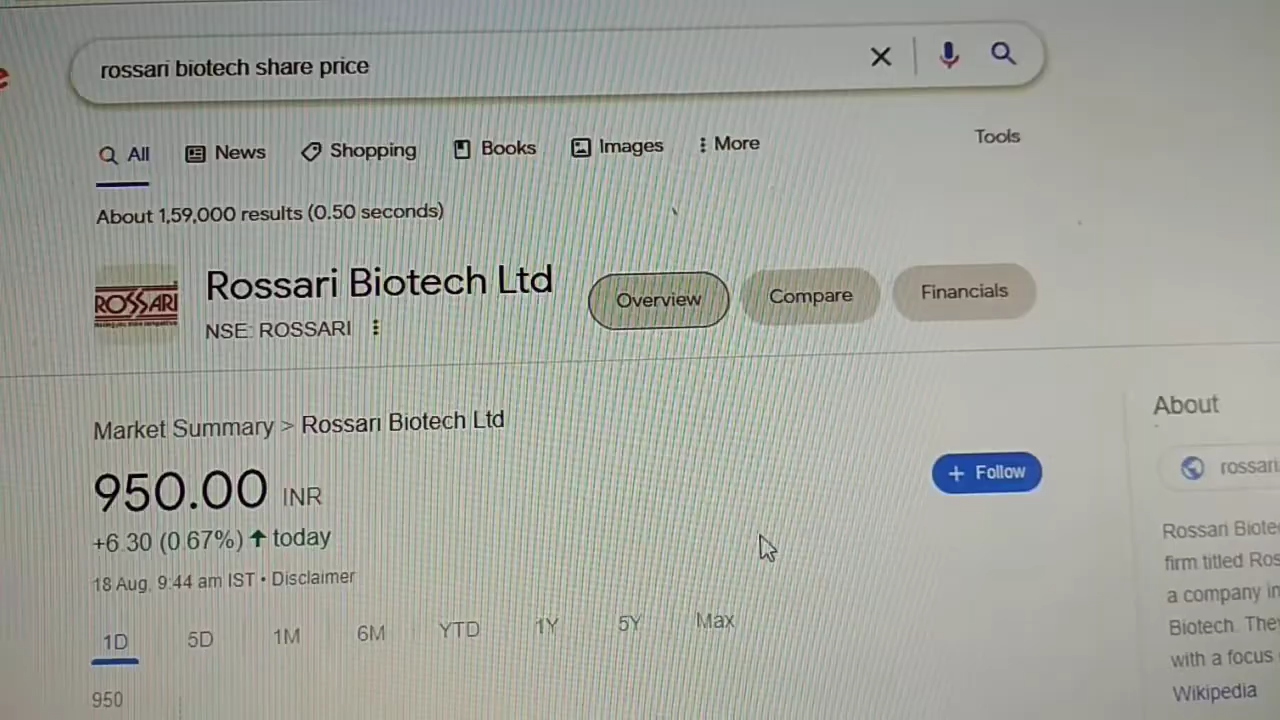 rossari biotech share price
All News Shopping Books Images More Tools
About 1,59,000 results (0.50 seconds)
ROSSARI
Rossari Biotech Ltd
NSE: ROSSARI
Overview Compare Financials
Market Summary > Rossari Biotech Ltd
950.00 INR
+6.30 (0.67%) ↑ today
18 Aug, 9:44 am IST • Disclaimer
1D 5D 1M 6M YTD 1Y 5Y Max
950
+ Follow
About
rossari
Rossari Biote
firm titled Ros
a company in
Biotech. They
with a focus
Wikipedia